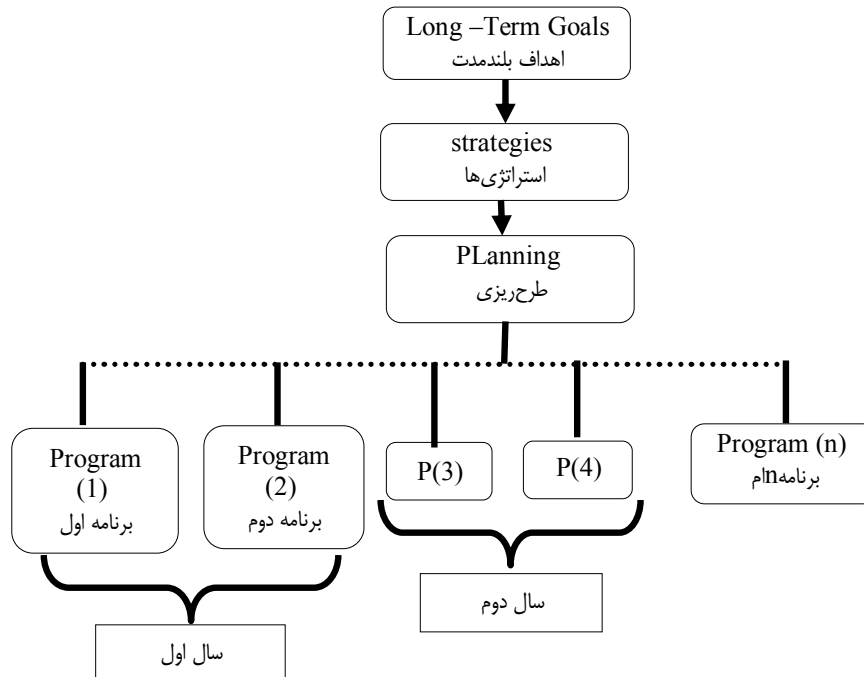 Long –Term Goals
اهداف بلندمدت
strategies
استراتژی‌ها
PLanning
طرح‌ریزی
Program
(1)
برنامه اول
Program
(2)
برنامه دوم
P(3)
P(4)
Program (n)
برنامهnام
سال اول
سال دوم